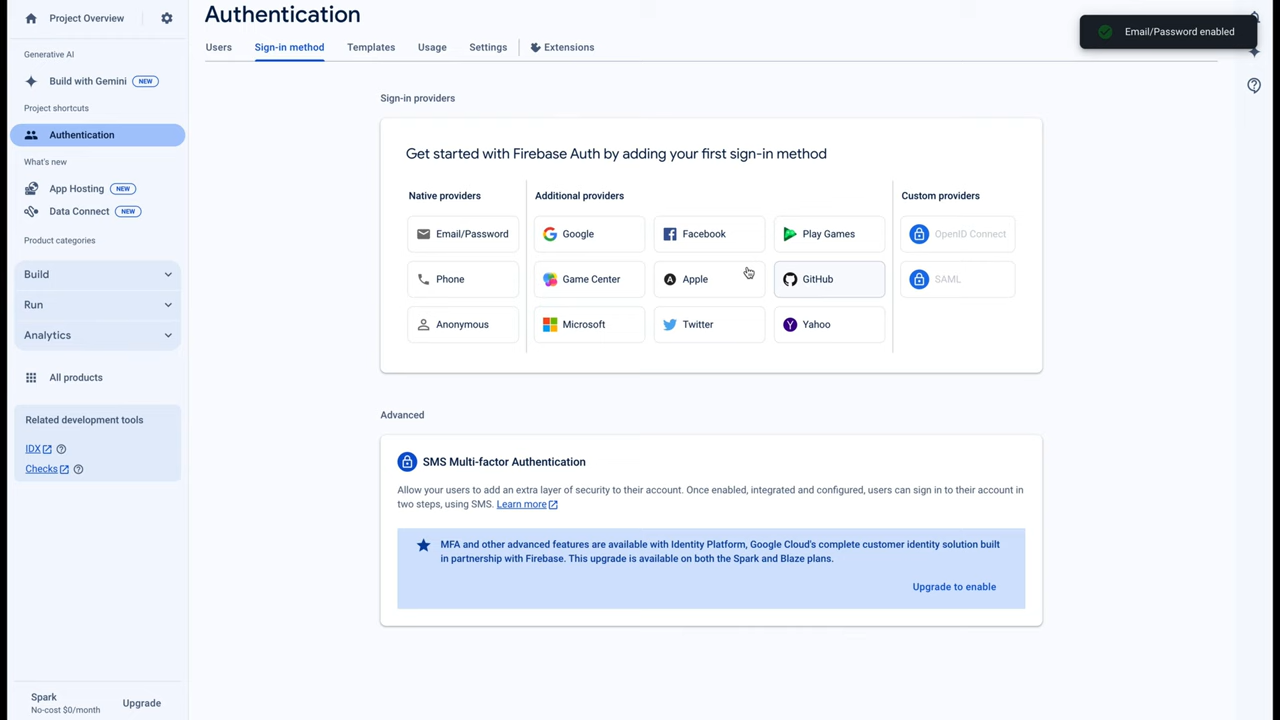 Project Overview
Generative AI
Build with Gemini NEW
Project shortcuts
Authentication
What's new
App Hosting NEW
Data Connect NEW
Product categories
Build
Run
Analytics
All products
Related development tools
IDX
Checks
Spark
No-cost $0/month
Upgrade
Authentication
Users
Sign-in method
Templates
Usage
Settings
Extensions
Email/Password enabled
Sign-in providers
Get started with Firebase Auth by adding your first sign-in method
Native providers
Email/Password
Phone
Anonymous
Additional providers
Google
Facebook
Play Games
Game Center
Apple
GitHub
Microsoft
Twitter
Yahoo
Custom providers
OpenID Connect
SAML
Advanced
SMS Multi-factor Authentication
Allow your users to add an extra layer of security to their account. Once enabled, integrated and configured, users can sign in to their account in
two steps, using SMS. Learn more
MFA and other advanced features are available with Identity Platform, Google Cloud's complete customer identity solution built
in partnership with Firebase. This upgrade is available on both the Spark and Blaze plans.
Upgrade to enable